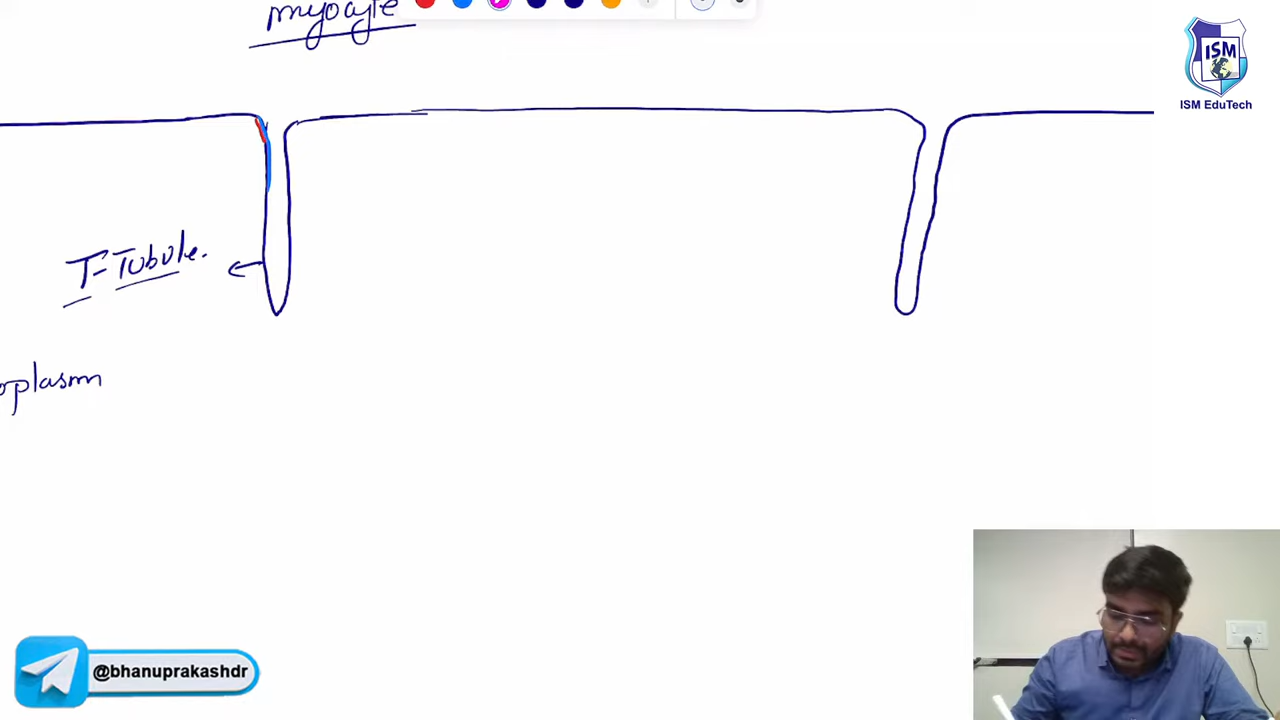 myocyte
ISM
ISM EduTech
T-Tubule.
oplasm
@bhanuprakashdr